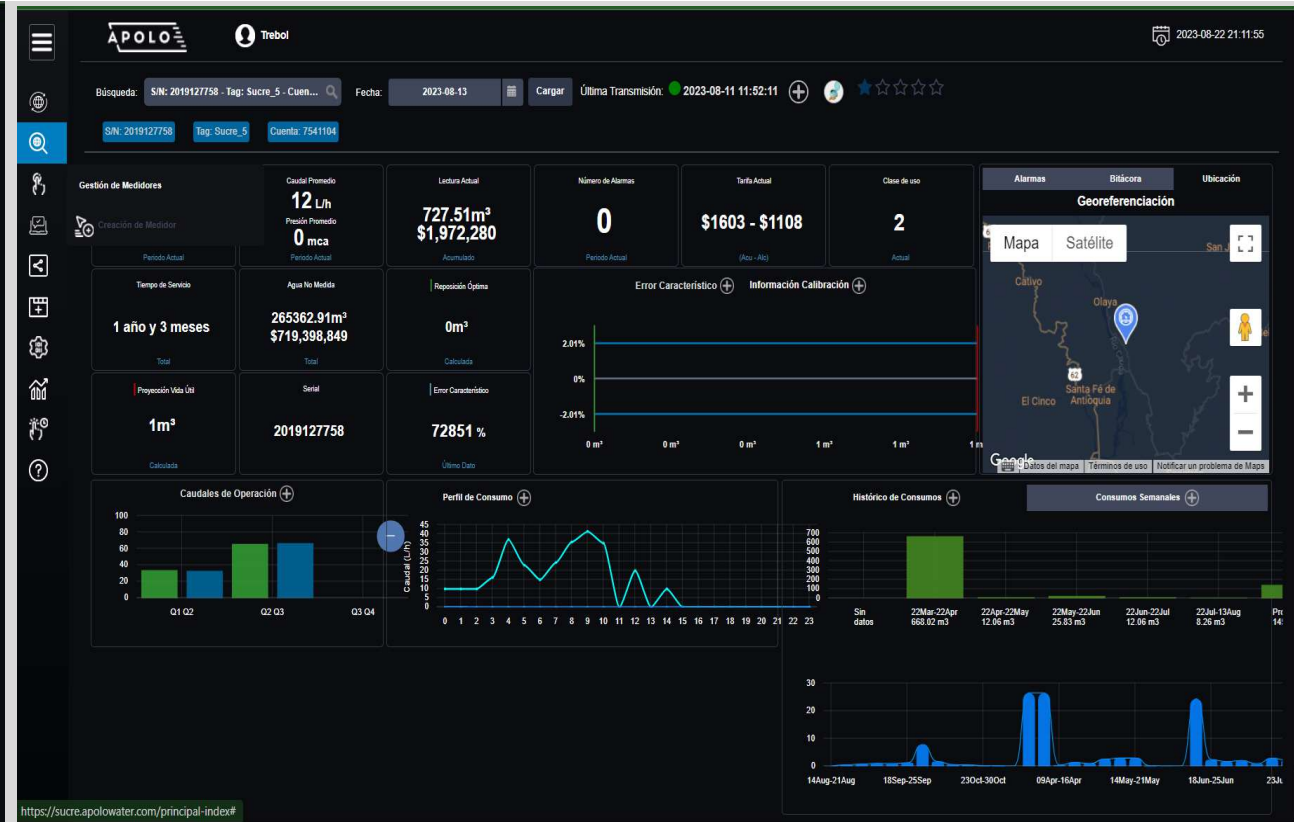 APOLO
Trebol
2023-08-22 21:11:55
Búsqueda:
S/N: 2019127758 - Tag: Sucre_5 - Cuen...
Fecha:
2023-08-13
Cargar
Última Transmisión:
2023-08-11 11:52:11
S/N: 2019127758
Tag: Sucre_5
Cuenta: 7541104
Gestión de Medidores
Creación de Medidor
Periodo Actual
Caudal Promedio
12 L/h
Presión Promedio
0 mca
Periodo Actual
Lectura Actual
727.51m³
$1,972,280
Acumulado
Número de Alarmas
0
Periodo Actual
Tarifa Actual
$1603 - $1108
(Acu - Alc)
Clase de uso
2
Actual
Alarmas
Bitácora
Ubicación
Georeferenciación
Mapa
Satélite
San J
Cativo
Olaya
62
Santa Fé de
Antioquia
El Cinco
Google
Datos del mapa
Términos de uso
Notificar un problema de Maps
Tiempo de Servicio
1 año y 3 meses
Total
Agua No Medida
265362.91m³
$719,398,849
Total
Reposición Óptima
0m³
Calculada
Error Característico
Información Calibración
2.01%
0%
-2.01%
0 m³ 0 m³ 0 m³ 1 m³ 1 m³ 1 m
Proyección Vida Útil
1m³
Calculada
Serial
2019127758
Error Característico
72851 %
Último Dato
Caudales de Operación
100
80
60
40
20
0
Q1 Q2 Q2 Q3 Q3 Q4
Perfil de Consumo
Caudal (L/h)
45
40
35
30
25
20
15
10
5
0
0 1 2 3 4 5 6 7 8 9 10 11 12 13 14 15 16 17 18 19 20 21 22 23
Histórico de Consumos
Consumos Semanales
700
600
500
400
300
200
100
0
Sin 22Mar-22Apr 22Apr-22May 22May-22Jun 22Jun-22Jul 22Jul-13Aug Pro
datos 668.02 m3 12.06 m3 25.83 m3 12.06 m3 8.26 m3 14
30
20
10
0
14Aug-21Aug 18Sep-25Sep 23Oct-30Oct 09Apr-16Apr 14May-21May 18Jun-25Jun 23Ju
https://sucre.apolowater.com/principal-index#